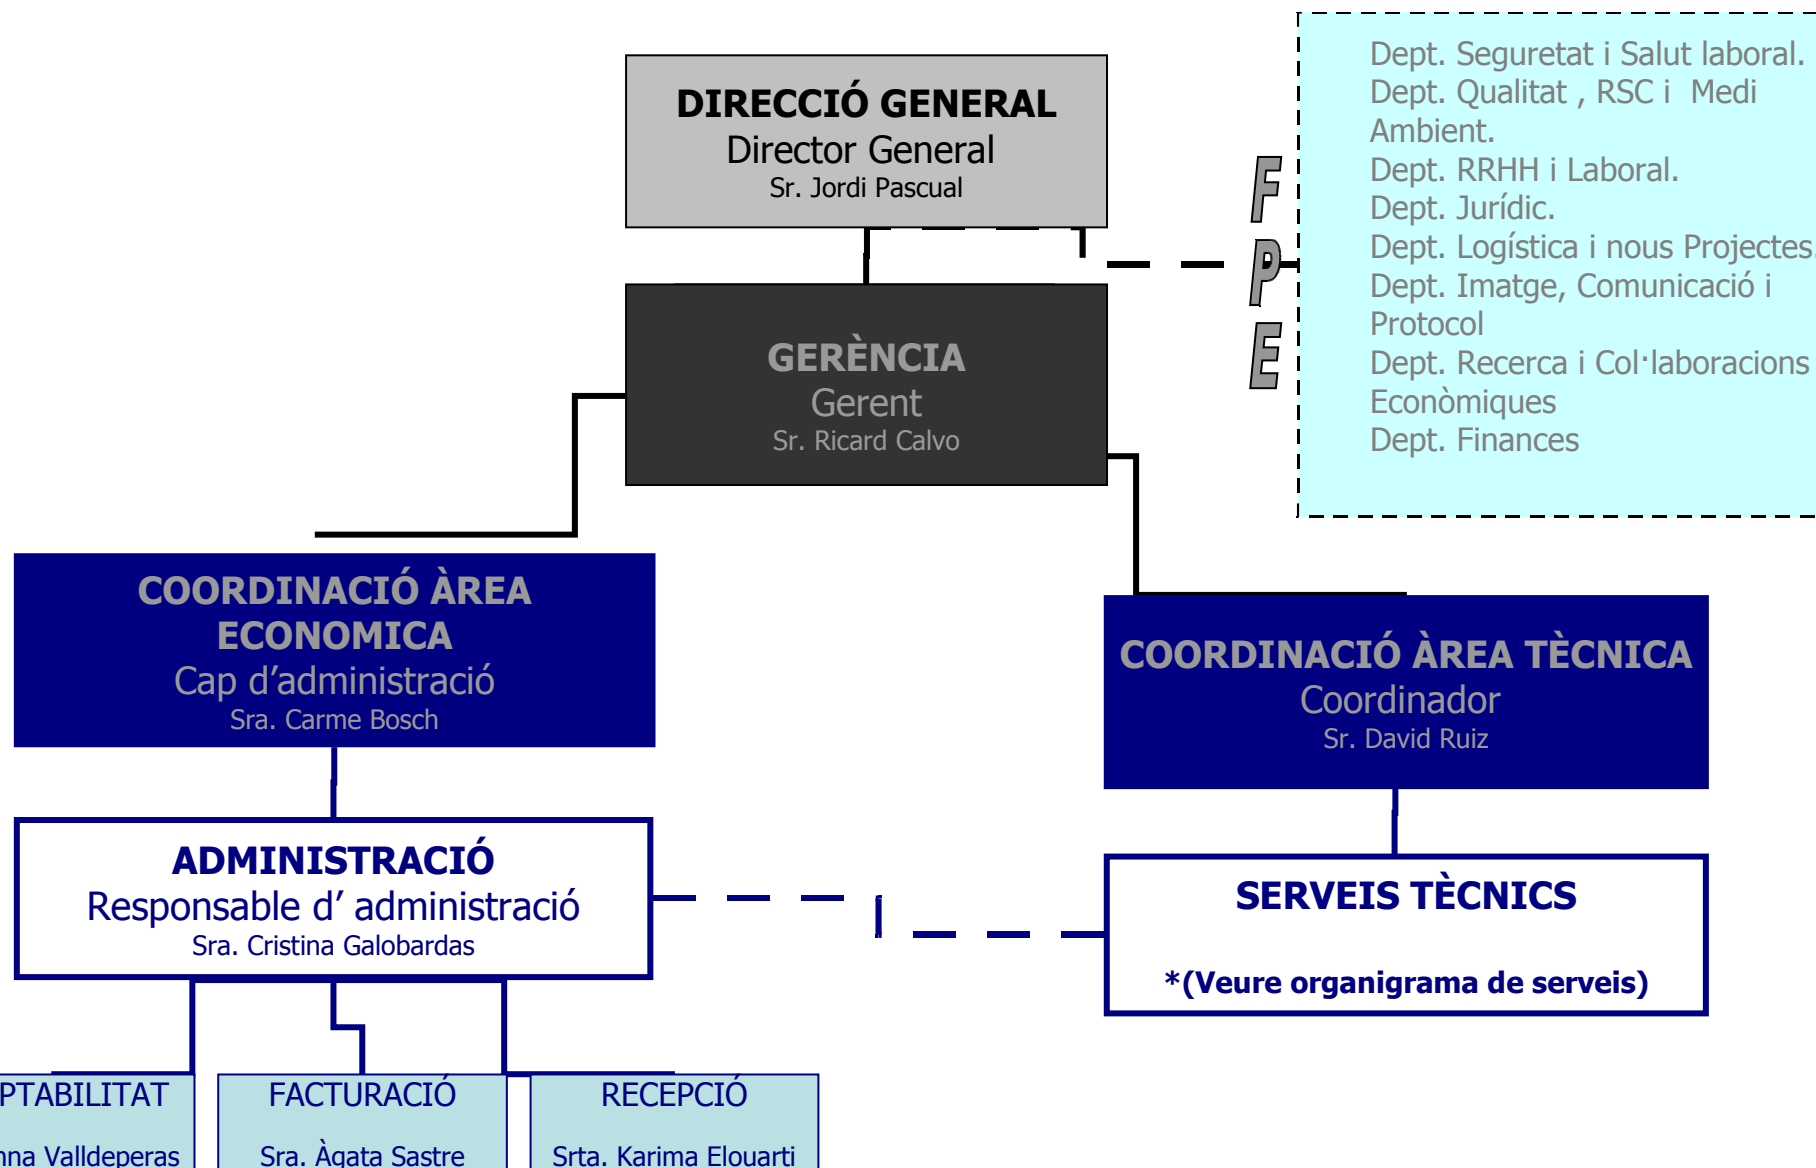 DIRECCIÓ GENERAL
Director General
Sr. Jordi Pascual
F
P
E
Dept. Seguretat i Salut laboral.
Dept. Qualitat , RSC i Medi
Ambient.
Dept. RRHH i Laboral.
Dept. Jurídic.
Dept. Logística i nous Projectes.
Dept. Imatge, Comunicació i
Protocol
Dept. Recerca i Col·laboracions
Econòmiques
Dept. Finances
GERÈNCIA
Gerent
Sr. Ricard Calvo
COORDINACIÓ ÀREA
ECONOMICA
Cap d’administració
Sra. Carme Bosch
COORDINACIÓ ÀREA TÈCNICA
Coordinador
Sr. David Ruiz
ADMINISTRACIÓ
Responsable d’ administració
Sra. Cristina Galobardas
SERVEIS TÈCNICS
*(Veure organigrama de serveis)
PTABILITAT
nna Valldeperas
FACTURACIÓ
Sra. Àgata Sastre
RECEPCIÓ
Srta. Karima Elouarti